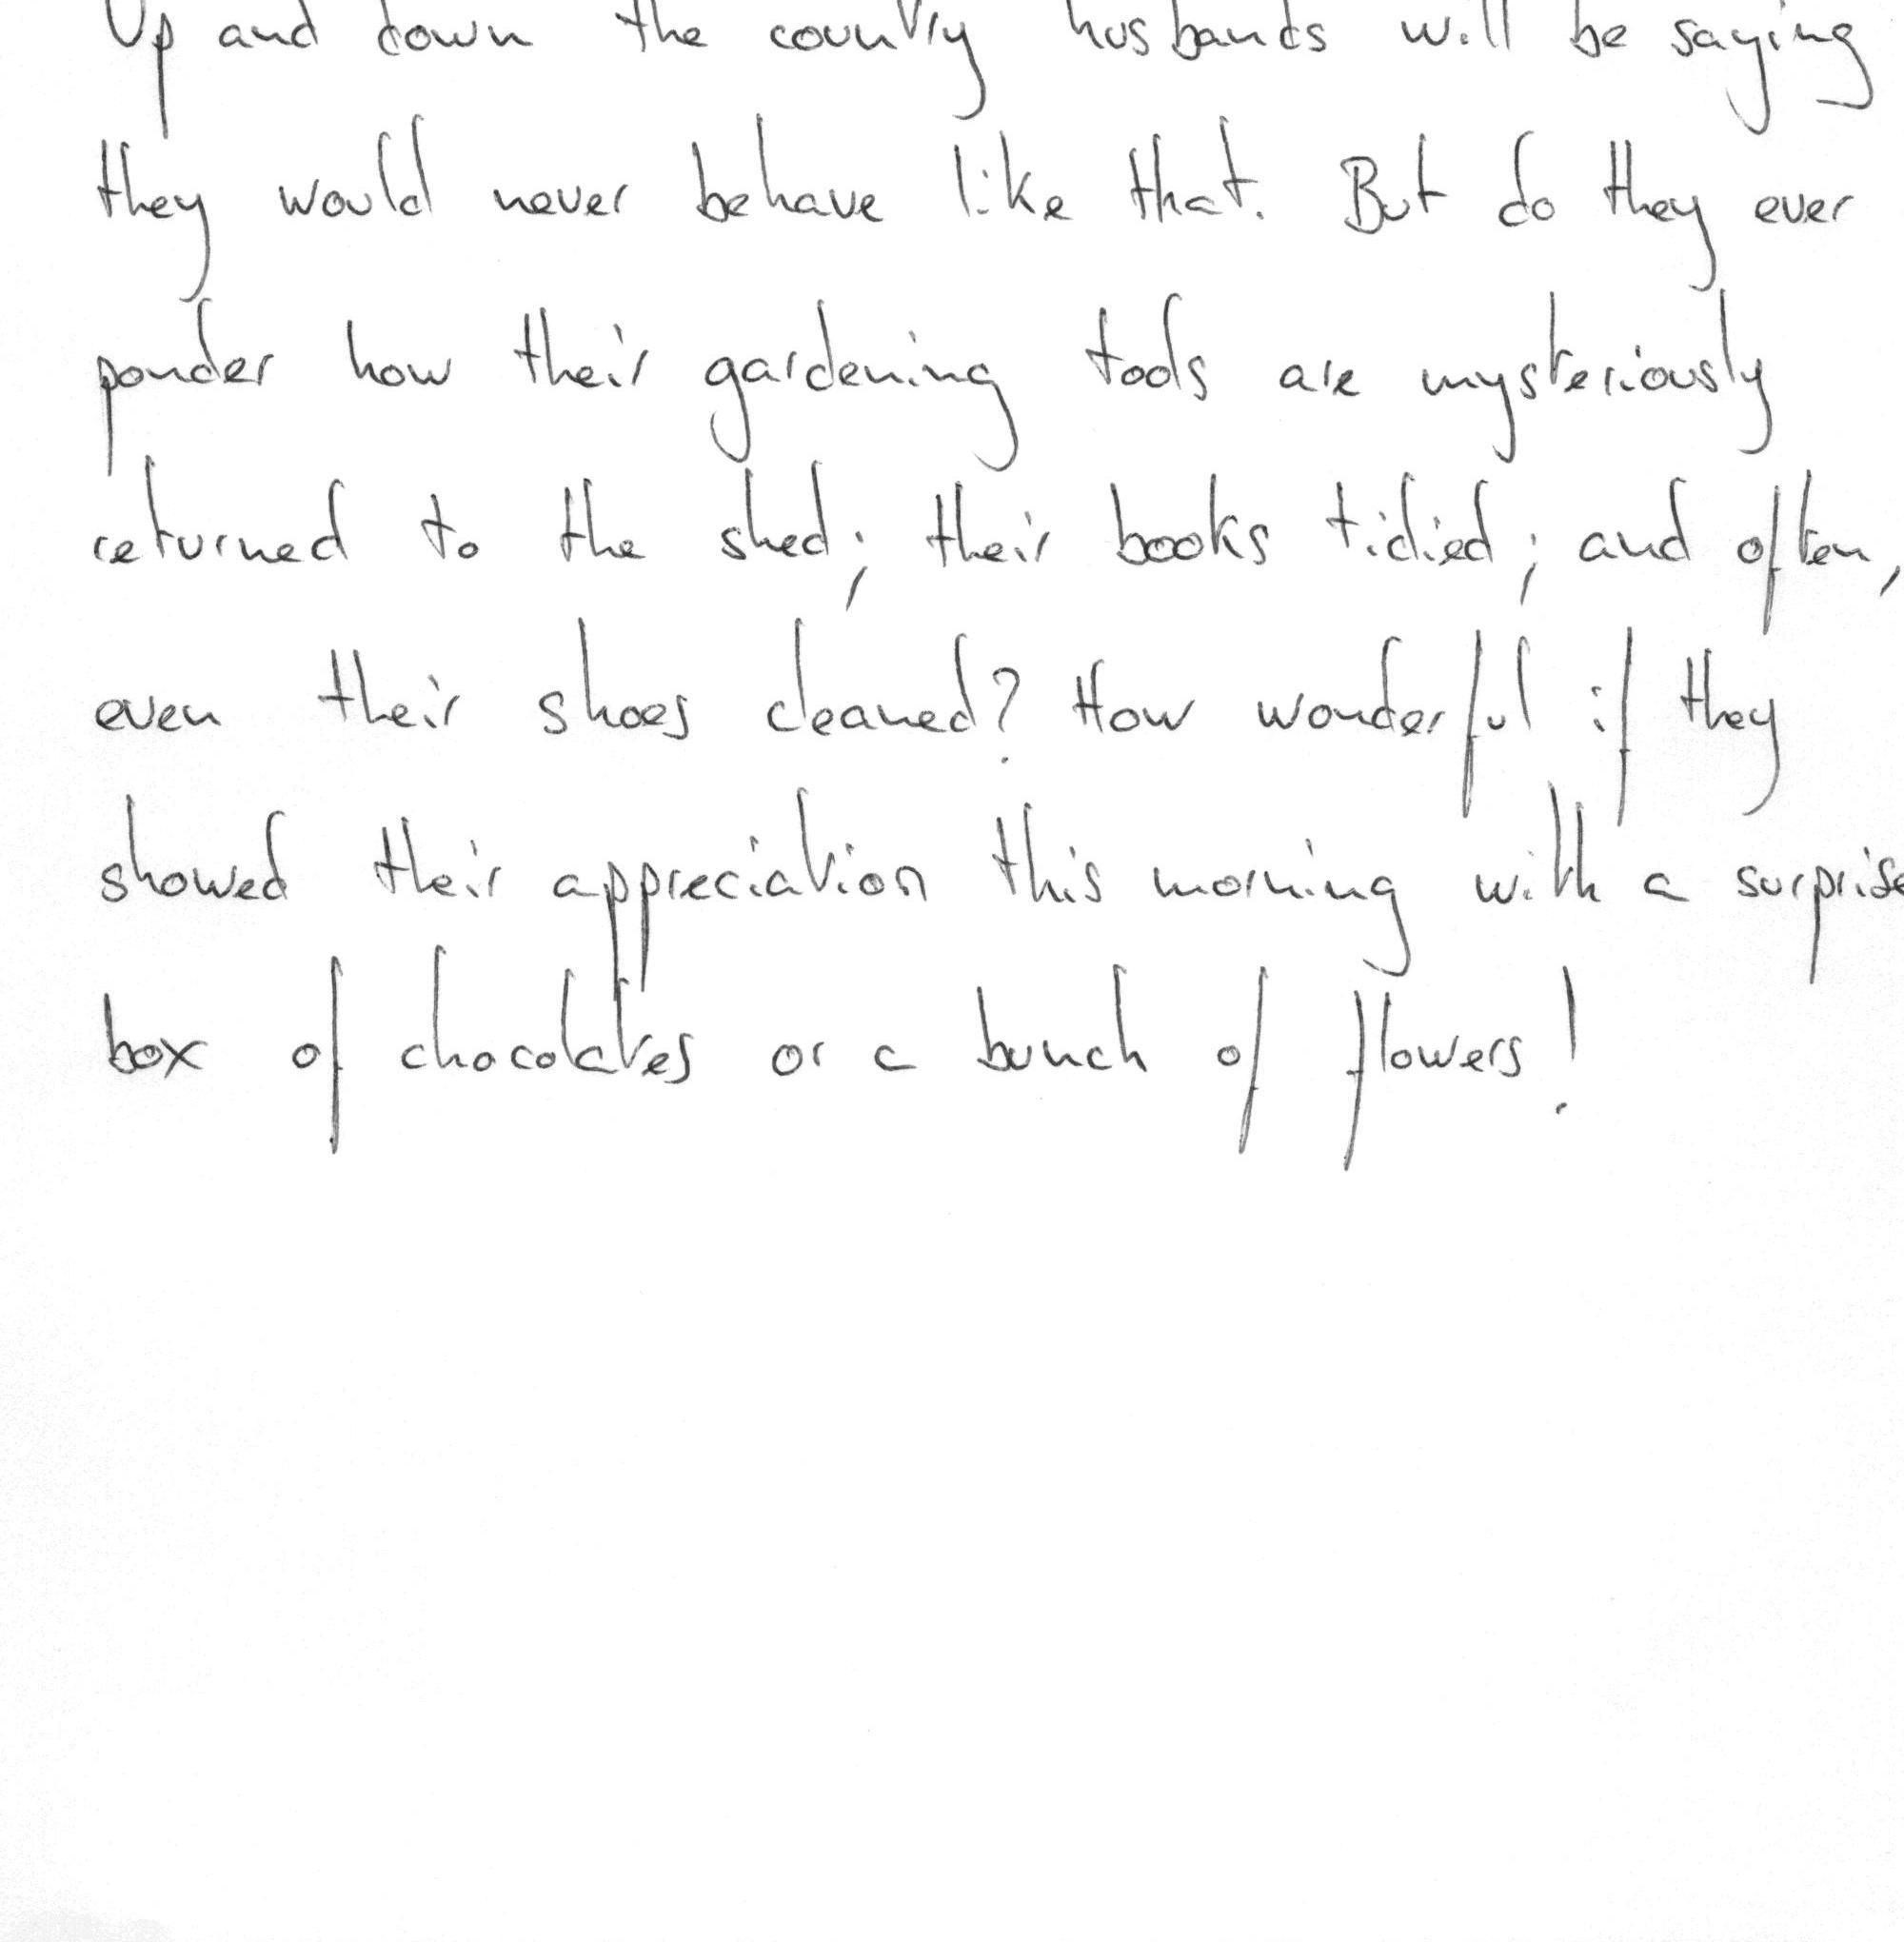 Up and down the country husbands will be saying
they would never behave like that. But do they ever
ponder how their gardening tools are mysteriously
returned to the shed; their books tidied; and often,
even their shoes cleaned? How wonderful if they
showed their appreciation this morning with a surprise
box of chocolates or a bunch of flowers!